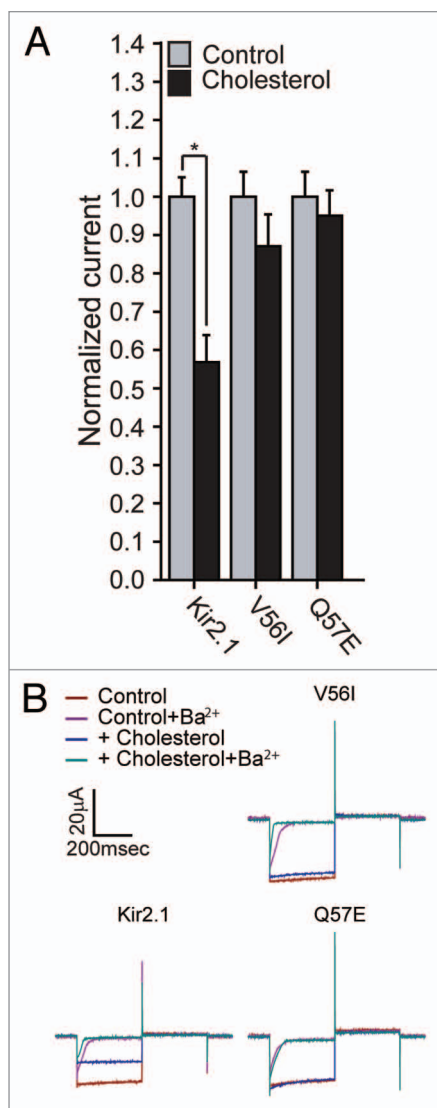 A
Control
Cholesterol
*
1.4
1.3
1.2
1.1
1.0
0.9
0.8
0.7
0.6
0.5
0.4
0.3
0.2
0.1
0.0
Normalized current
Kir2.1
V56I
Q57E
B
Control
Control+Ba²⁺
+ Cholesterol
+ Cholesterol+Ba²⁺
20µA
200msec
V56I
Kir2.1
Q57E